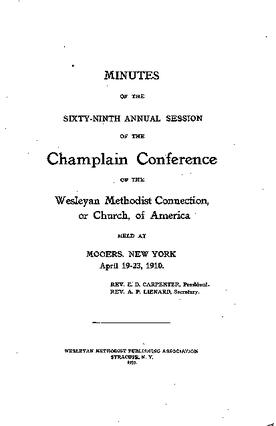 MINUTES
OF THE
SIXTY-NINTH ANNUAL SESSION
OF THE
Champlain Conference
OF THE
Wesleyan Methodist Connection,
or Church, of America
HELD AT
MOOERS, NEW YORK
April 19-23, 1910.
REV. E. D. CARPENTER, President.
REV. A. P. LIENARD, Secretary.
WESLEYAN METHODIST PUBLISHING ASSOCIATION
SYRACUSE, N. Y.
1910.